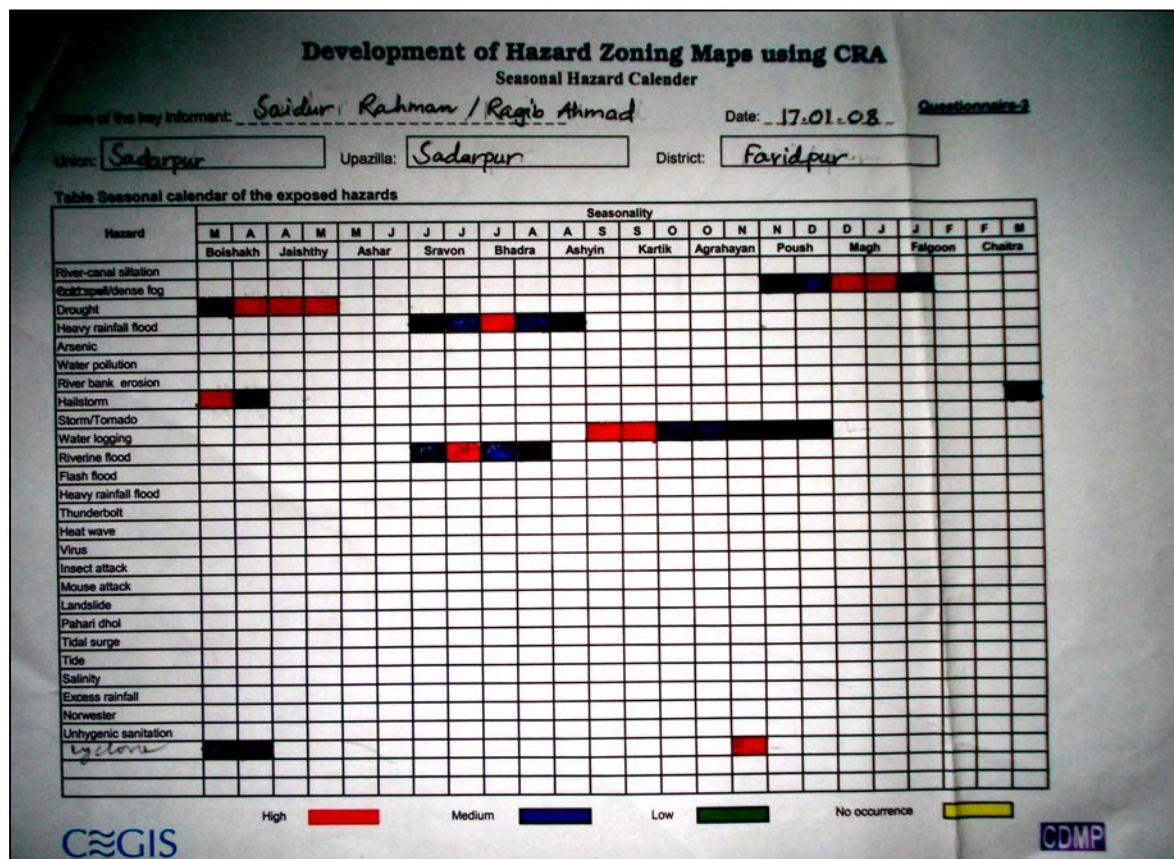 Development of Hazard Zoning Maps using CRA
Seasonal Hazard Calender
Name of the key informant: Saidur Rahman / Ragib Ahmad Date: 17.01.08 Questionnaire-2
Union: Sadarpur Upazilla: Sadarpur District: Faridpur
Table Seasonal calendar of the exposed hazards
Hazard Seasonality
M A A M M J J J J A A S S O O N N D D J J F F M
Boishakh Jaishthy Ashar Sravon Bhadra Ashyin Kartik Agrahayan Poush Magh Falgoon Chaitra
River-canal siltation
Cold spell/dense fog
Drought
Heavy rainfall flood
Arsenic
Water pollution
River bank erosion
Hailstorm
Storm/Tornado
Water logging
Riverine flood
Flash flood
Heavy rainfall flood
Thunderbolt
Heat wave
Virus
Insect attack
Mouse attack
Landslide
Pahari dhol
Tidal surge
Tide
Salinity
Excess rainfall
Norwester
Unhygenic sanitation
cyclone
High Medium Low No occurrence
CEGIS CDMP